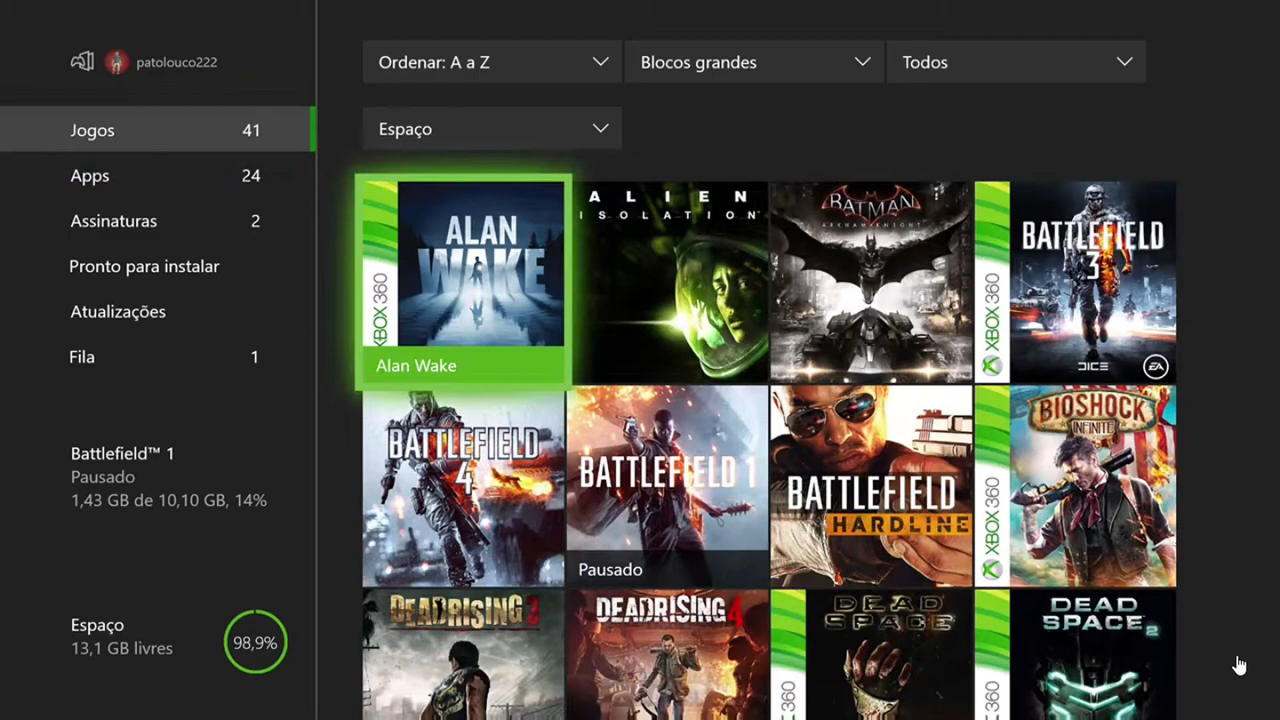 patolouco222
Jogos 41
Apps 24
Assinaturas 2
Pronto para instalar
Atualizações
Fila 1
Battlefield™ 1
Pausado
1,43 GB de 10,10 GB, 14%
Espaço
13,1 GB livres
98,9%
Ordenar: A a Z
Blocos grandes
Todos
Espaço
XBOX 360
ALAN
WAKE
Alan Wake
ALIEN
ISOLATION
BATMAN
ARKHAM KNIGHT
XBOX 360
BATTLEFIELD
3
DICE
EA
BATTLEFIELD
4
BATTLEFIELD 1
Pausado
BATTLEFIELD
HARDLINE
XBOX 360
BIOSHOCK
INFINITE
DEADRISING 3
DEADRISING 4
360
DEAD
SPACE
360
DEAD
SPACE 2